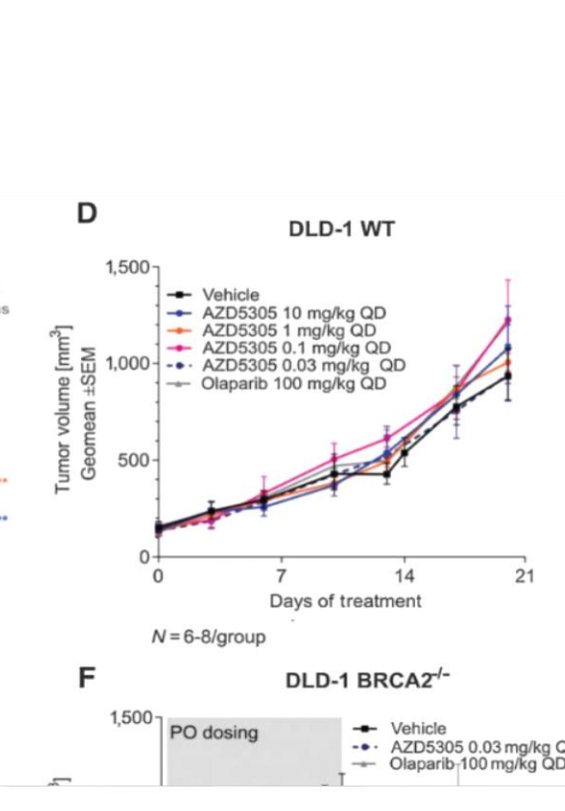 D
DLD-1 WT
s
1,500
1,000
500
0
Tumor volume [mm³]
Geomean ±SEM
Vehicle
AZD5305 10 mg/kg QD
AZD5305 1 mg/kg QD
AZD5305 0.1 mg/kg QD
AZD5305 0.03 mg/kg QD
Olaparib 100 mg/kg QD
0 7 14 21
Days of treatment
N = 6-8/group
F
DLD-1 BRCA2⁻/⁻
1,500
PO dosing
Vehicle
AZD5305 0.03 mg/kg Q
Olaparib 100 mg/kg QD
³]